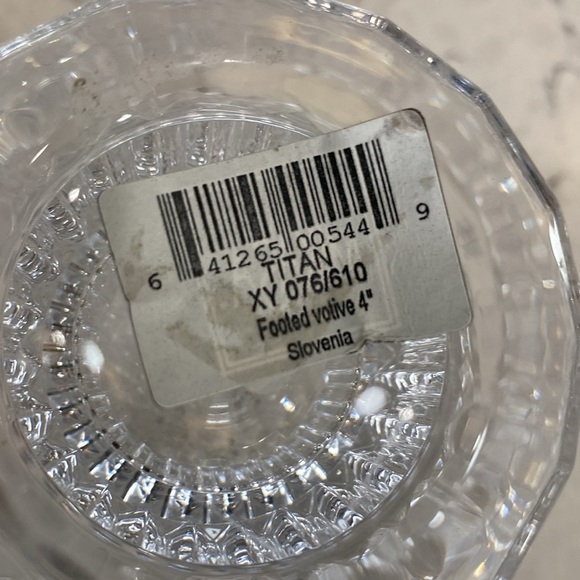 6 41265 00544 9
TITAN
XY 076/610
Footed votive 4"
Slovenia